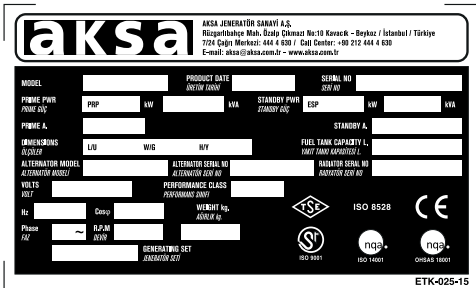 aksa
AKSA JENERATÖR SANAYİ A.Ş.
Rüzgarlıbahçe Mah. Özalp Çıkmazı No:10 Kavacık - Beykoz / İstanbul / Türkiye
7/24 Çağrı Merkezi: 444 4 630 / Call Center: +90 212 444 4 630
E-mail: aksa@aksa.com.tr - www.aksa.com.tr
MODEL PRODUCT DATE SERIAL NO
ÜRETİM TARİHİ SERİ NO
PRIME PWR PRP kW kVA STANDBY PWR ESP kW kVA
PRIME GÜÇ STANDBY GÜÇ
PRIME A. STANDBY A.
DIMENSIONS L/U W/G H/Y FUEL TANK CAPACITY L.
ÖLÇÜLER YAKIT TANKI KAPASİTESİ L.
ALTERNATOR MODEL ALTERNATOR SERIAL NO RADIATOR SERIAL NO
ALTERNATÖR MODELİ ALTERNATÖR SERİ NO RADYATÖR SERİ NO
VOLTS PERFORMANCE CLASS
VOLT PERFORMANS SINIFI
Hz Cosφ WEIGHT kg.
AĞIRLIK kg.
Phase ~ R.P.M
FAZ DEVİR
GENERATING SET
JENERATÖR SETİ
TSE ISO 8528 CE
ISO 9001
nqa.
ISO 14001
nqa.
OHSAS 18001
ETK-025-15